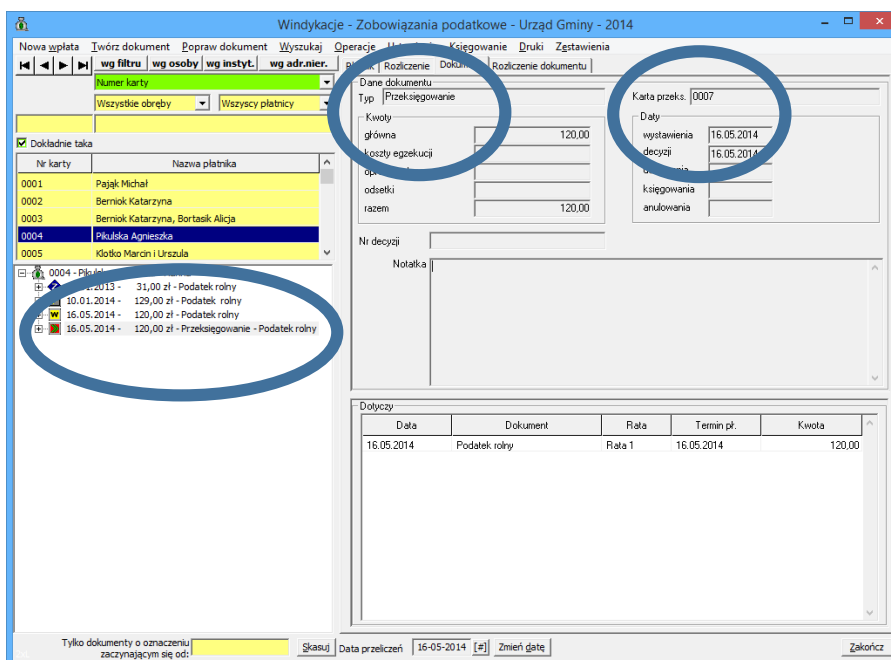 Windykacje - Zobowiązania podatkowe - Urząd Gminy - 2014
Nowa wpłata Twórz dokument Popraw dokument Wyszukaj Operacje Księgowanie Druki Zestawienia
wg filtru wg osoby wg instyt. wg adr.nier.
Rozliczenie Rozliczenie dokumentu
Numer karty
Wszystkie obręby Wszyscy płatnicy
Dokładnie taka
Nr karty Nazwa płatnika
0001 Pająk Michał
0002 Berniok Katarzyna
0003 Berniok Katarzyna, Bortasik Alicja
0004 Pikulska Agnieszka
0005 Klotko Marcin i Urszula
0004 -
2013 - 31,00 zł - Podatek rolny
10.01.2014 - 129,00 zł - Podatek rolny
w 16.05.2014 - 120,00 zł - Podatek rolny
16.05.2014 - 120,00 zł - Przeksięgowanie - Podatek rolny
Dane dokumentu
Typ Przeksięgowanie
Karta przeks. 0007
Kwoty
główna 120,00
koszty egzekucji
odsetki
razem 120,00
Daty
wystawienia 16.05.2014
decyzji 16.05.2014
księgowania
anulowania
Nr decyzji
Notatka
Dotyczy
Data Dokument Rata Termin pł. Kwota
16.05.2014 Podatek rolny Rata 1 16.05.2014 120,00
Tylko dokumenty o oznaczeniu
zaczynającym się od:
Skasuj Data przeliczeń 16-05-2014 [#] Zmień datę Zakończ